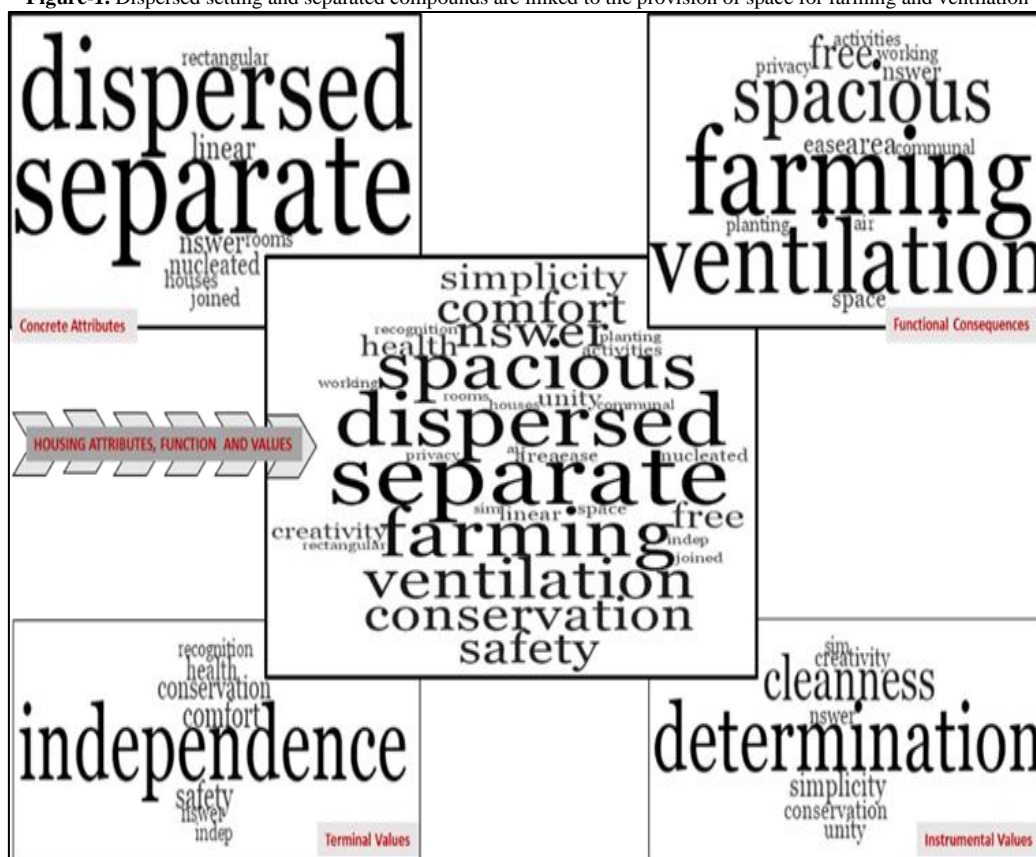 Figure-1. Dispersed setting and separated compounds are linked to the provision of space for farming and ventilation
dispersed
rectangular
linear
separate
nswer rooms
nucleated
houses
joined
Concrete Attributes
activities
free working
privacy nswer
spacious
easearea communal
farming
planting air
ventilation
space
Functional Consequences
HOUSING ATTRIBUTES, FUNCTION AND VALUES
simplicity
comfort
recognition nswer planting
health activities
spacious
working
rooms houses unity communal
dispersed
privacy freaease nucleated
separate
sim linear space free
creativity farming indep
rectangular joined
ventilation
conservation
safety
recognition
health
conservation
comfort
independence
safety
nswer
indep
Terminal Values
sim
creativity
cleanness
nswer
determination
simplicity
conservation
unity
Instrumental Values